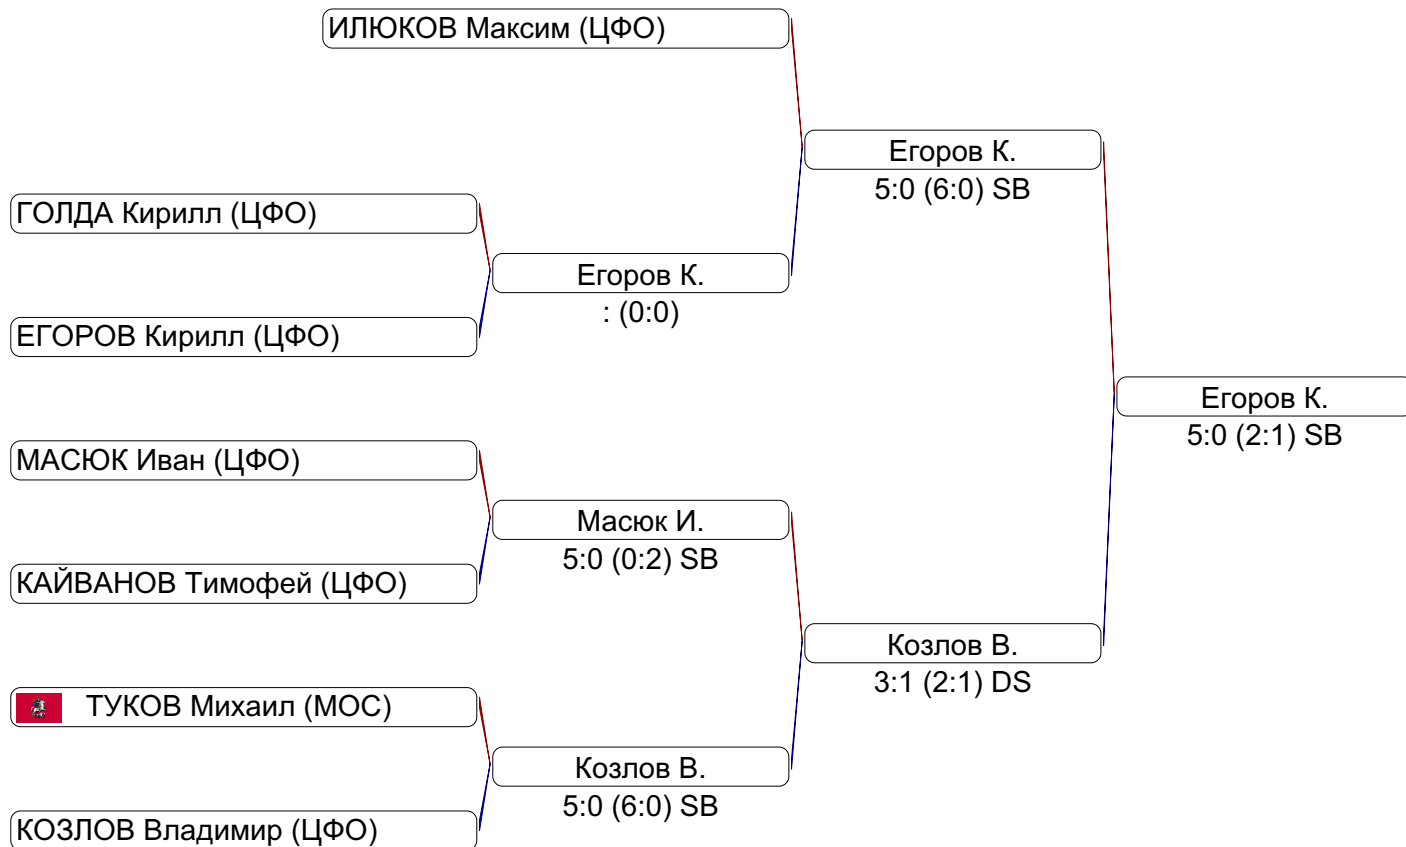 ИЛЮКОВ Максим (ЦФО)
Егоров К.
5:0 (6:0) SB
ГОЛДА Кирилл (ЦФО)
Егоров К.
: (0:0)
ЕГОРОВ Кирилл (ЦФО)
Егоров К.
5:0 (2:1) SB
МАСЮК Иван (ЦФО)
Масюк И.
5:0 (0:2) SB
КАЙВАНОВ Тимофей (ЦФО)
Козлов В.
3:1 (2:1) DS
ТУКОВ Михаил (МОС)
Козлов В.
5:0 (6:0) SB
КОЗЛОВ Владимир (ЦФО)